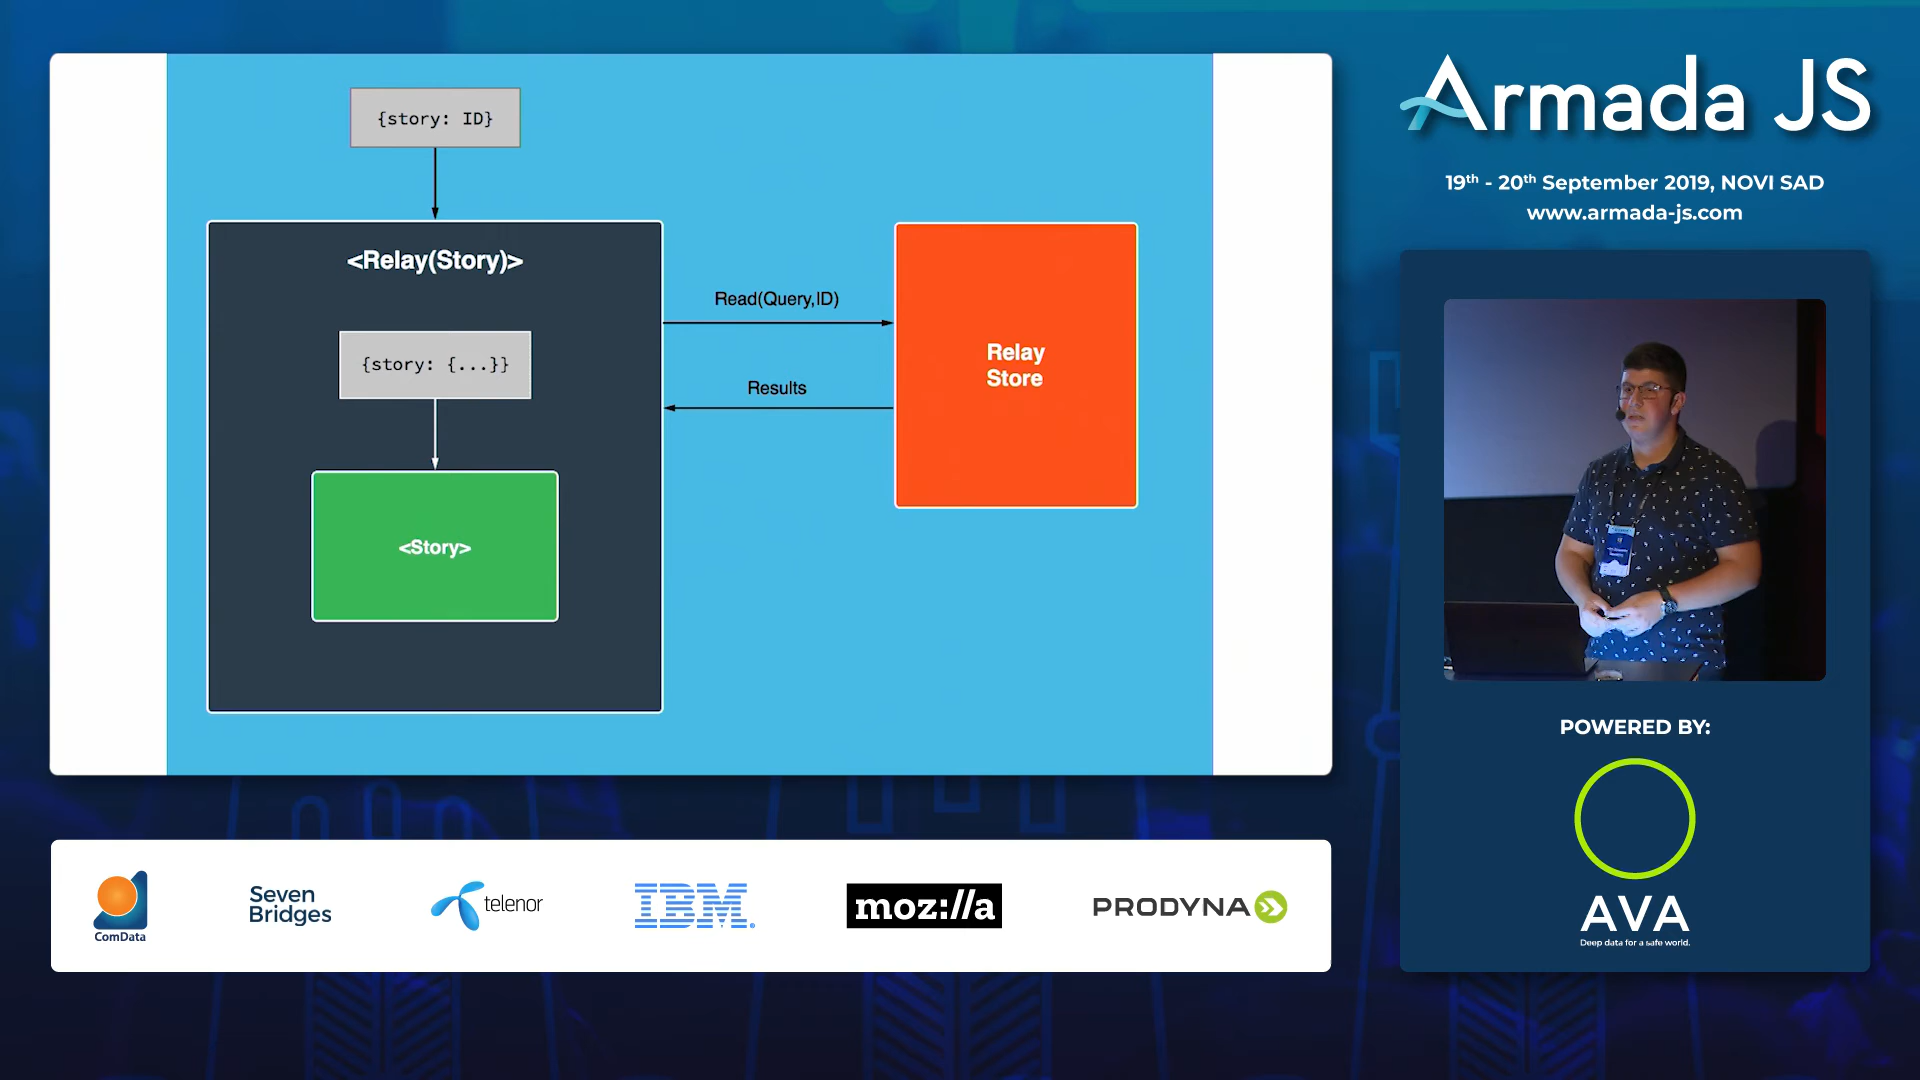 {story: ID}
<Relay(Story)>
{story: {...}}
<Story>
Read(Query,ID)
Results
Relay
Store
Armada JS
19th - 20th September 2019, NOVI SAD
www.armada-js.com
POWERED BY:
AVA
Deep data for a safe world.
ComData
Seven
Bridges
telenor
IBM
moz://a
PRODYNA